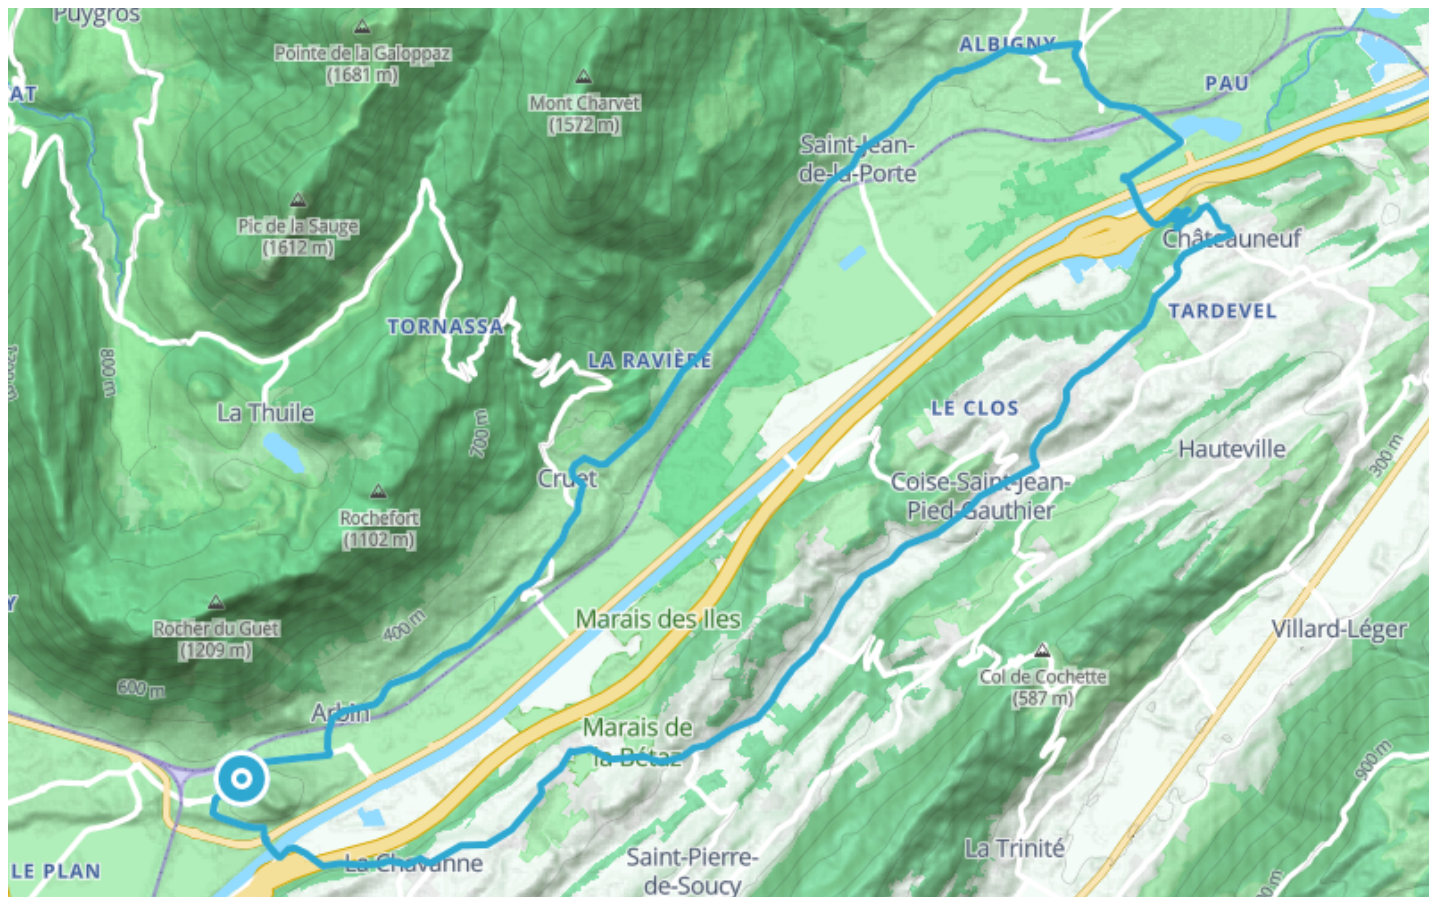 Puygros
Pointe de la Galoppaz
(1681 m)
ALBIGNY
PAU
AT
Mont Charvet
(1572 m)
Saint-Jean-
de-la-Porte
Pic de la Sauge
(1612 m)
Châteauneuf
TARDEVEL
TORNASSA
LA RAVIÈRE
800 m
La Thuile
LE CLOS
700 m
Hauteville
300 m
Cruet
Coise-Saint-Jean-
Pied-Gauthier
Rochefort
(1102 m)
Y
Rocher du Guet
(1209 m)
400 m
Marais des Iles
Villard-Léger
Col de Cochette
(587 m)
600 m
Arbin
Marais de
la Bétaz
900 m
LE PLAN
La Chavanne
Saint-Pierre-
de-Soucy
La Trinité
0 m